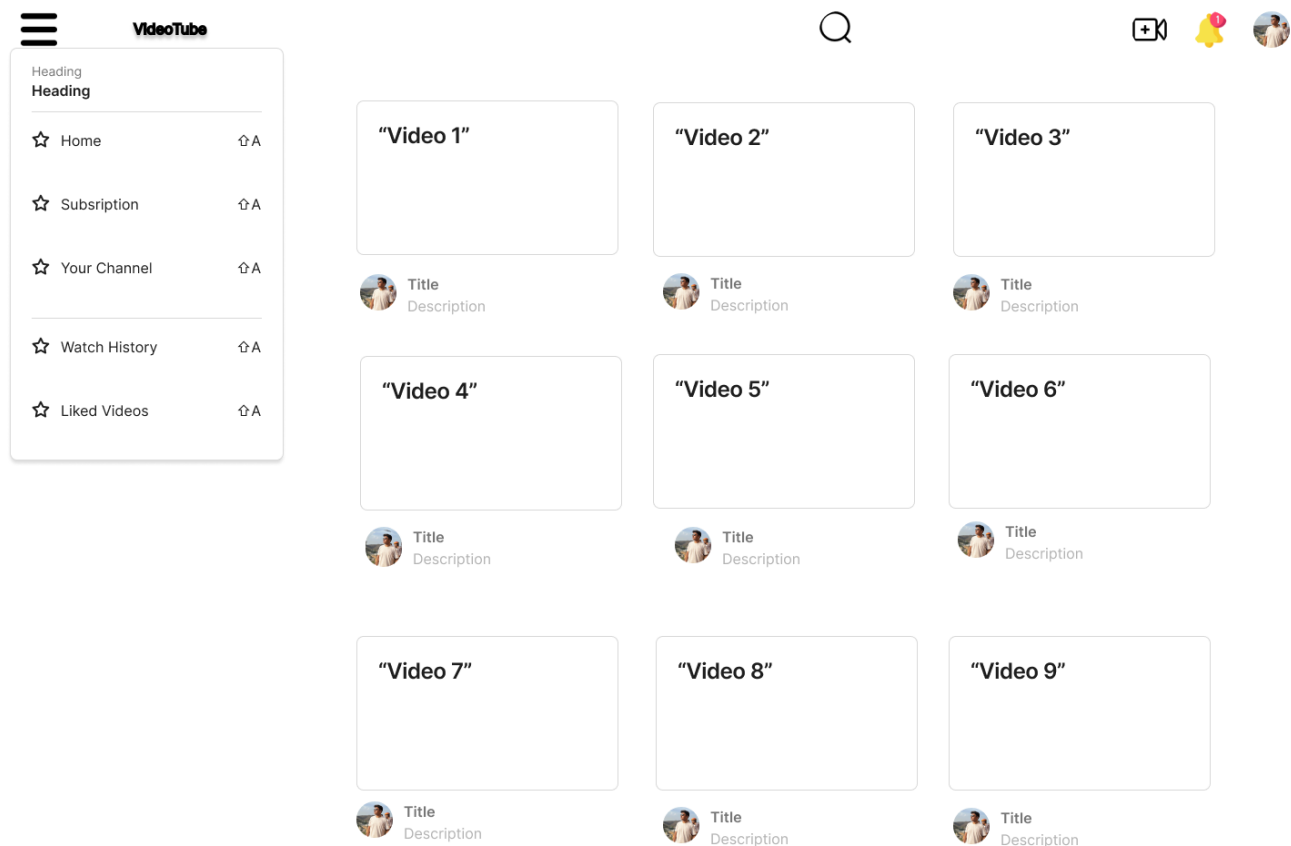 VideoTube
1
Heading
Heading
Home ⇧A
Subsription ⇧A
Your Channel ⇧A
Watch History ⇧A
Liked Videos ⇧A
“Video 1”
“Video 2”
“Video 3”
Title
Description
Title
Description
Title
Description
“Video 4”
“Video 5”
“Video 6”
Title
Description
Title
Description
Title
Description
“Video 7”
“Video 8”
“Video 9”
Title
Description
Title
Description
Title
Description